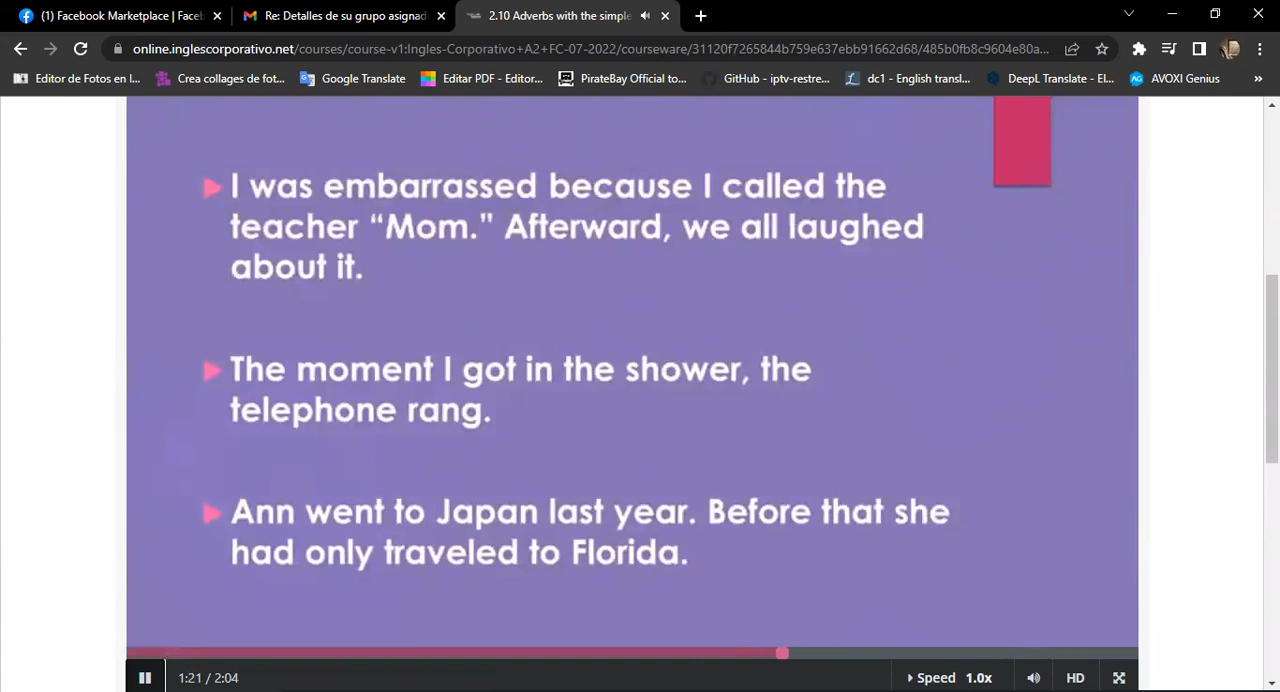 (1) Facebook Marketplace | Faceb
Re: Detalles de su grupo asignad
2.10 Adverbs with the simple
online.inglescorporativo.net/courses/course-v1:Ingles-Corporativo+A2+FC-07-2022/courseware/31120f7265844b759e637ebb91662d68/485b0fb8c9604e80a...
Editor de Fotos en l...
Crea collages de fot...
Google Translate
Editar PDF - Editor...
PirateBay Official to...
GitHub - iptv-restre...
dc1 - English transl...
DeepL Translate - El...
AVOXI Genius
»
I was embarrassed because I called the
teacher “Mom.” Afterward, we all laughed
about it.
The moment I got in the shower, the
telephone rang.
Ann went to Japan last year. Before that she
had only traveled to Florida.
1:21 / 2:04
Speed 1.0x
HD